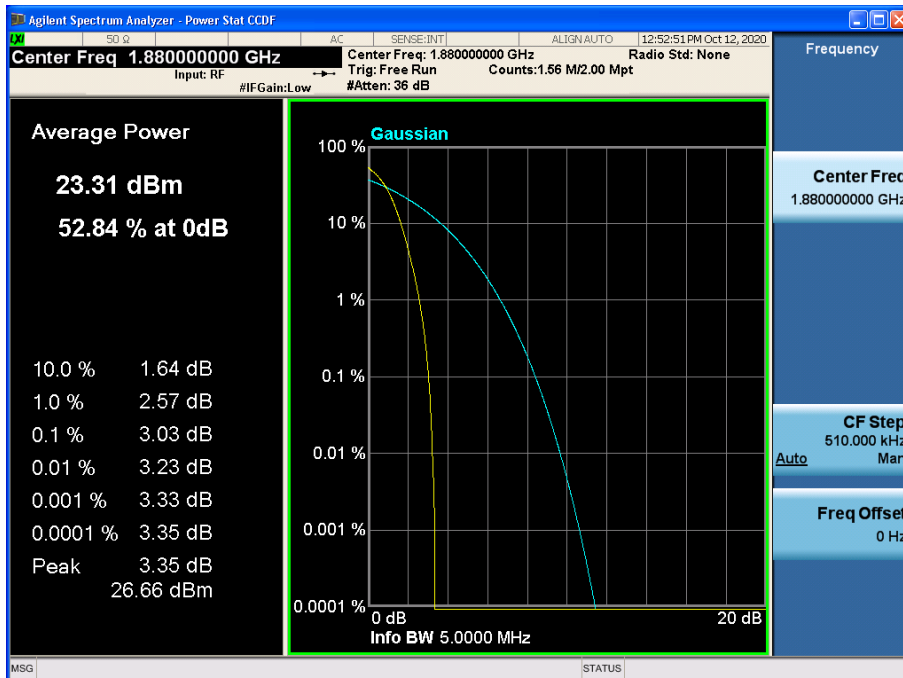 Agilent Spectrum Analyzer - Power Stat CCDF
LXI 50 Ω AC SENSE:INT ALIGN AUTO 12:52:51 PM Oct 12, 2020
Center Freq 1.880000000 GHz
Input: RF
#IFGain:Low
Center Freq: 1.880000000 GHz
Radio Std: None
Trig: Free Run
Counts:1.56 M/2.00 Mpt
#Atten: 36 dB
Average Power
23.31 dBm
52.84 % at 0dB
10.0 % 1.64 dB
1.0 % 2.57 dB
0.1 % 3.03 dB
0.01 % 3.23 dB
0.001 % 3.33 dB
0.0001 % 3.35 dB
Peak 3.35 dB
26.66 dBm
Gaussian
100 %
10 %
1 %
0.1 %
0.01 %
0.001 %
0.0001 %
0 dB
20 dB
Info BW 5.0000 MHz
Frequency
Center Freq
1.880000000 GHz
CF Step
510.000 kHz
Auto Man
Freq Offset
0 Hz
MSG
STATUS